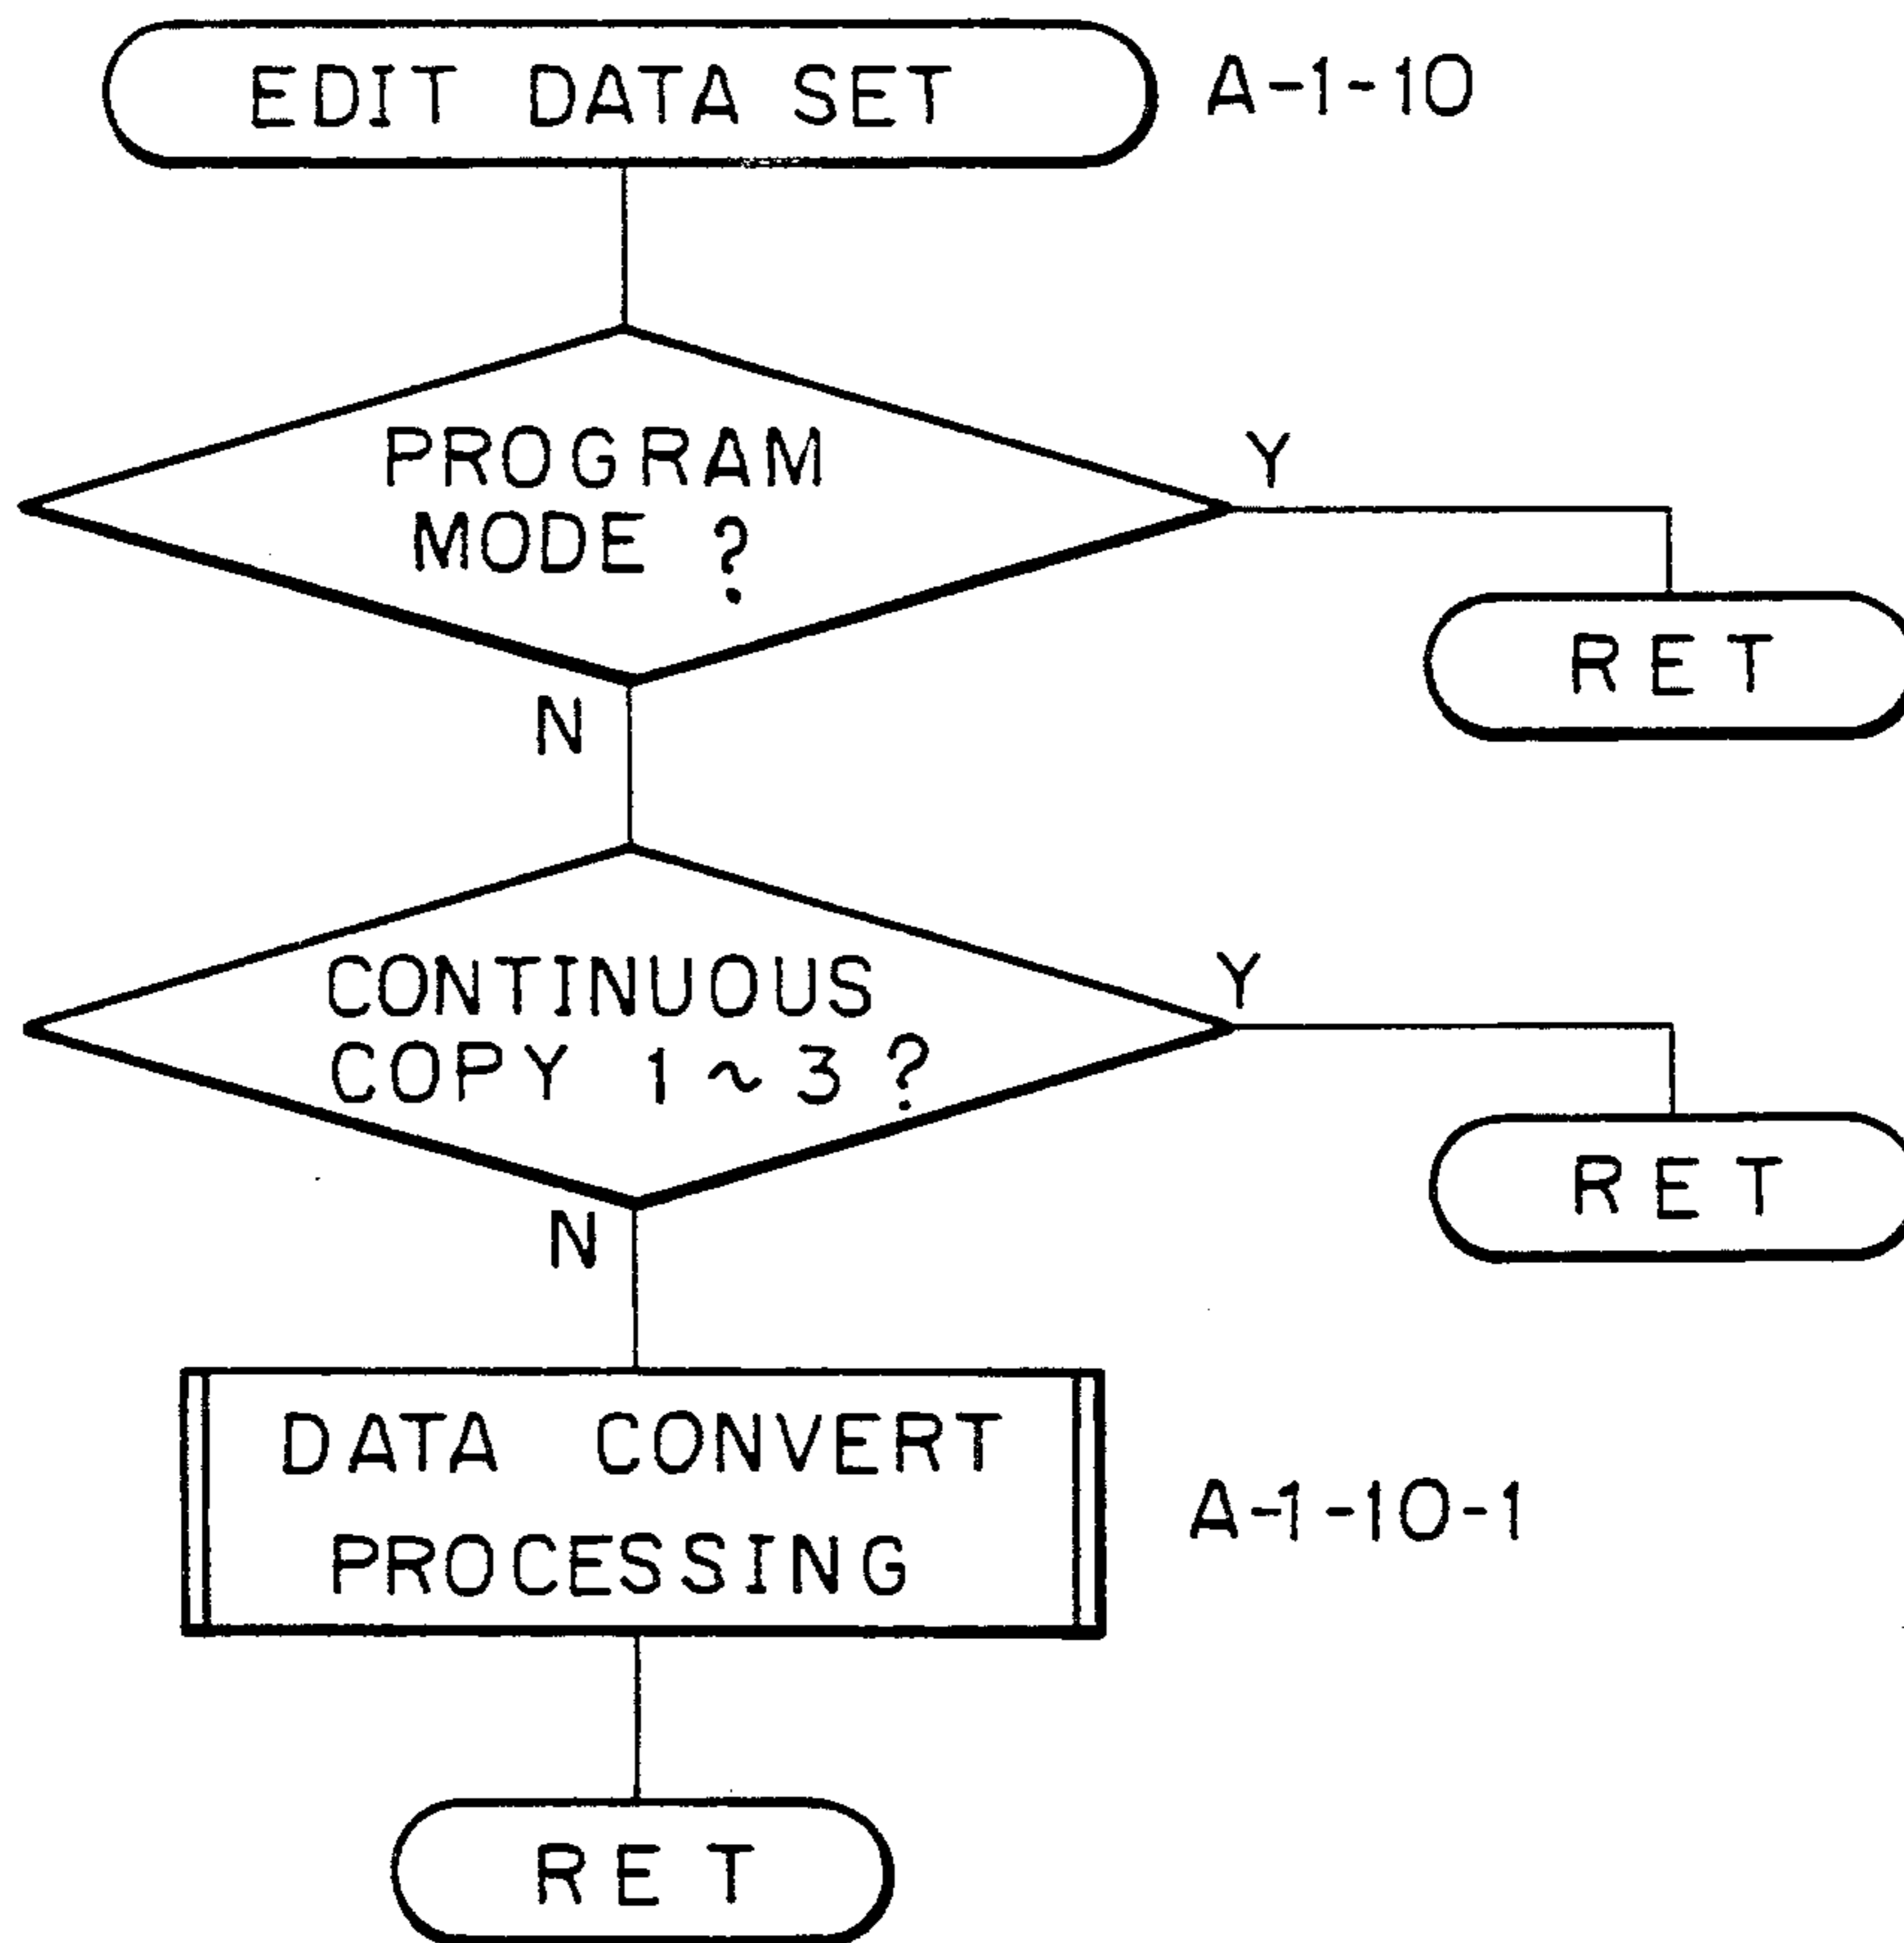 EDIT DATA SET
A-1-10
PROGRAM
MODE ?
Y
RET
N
CONTINUOUS
COPY 1 ~ 3 ?
Y
RET
N
DATA CONVERT
PROCESSING
A-1-10-1
RET